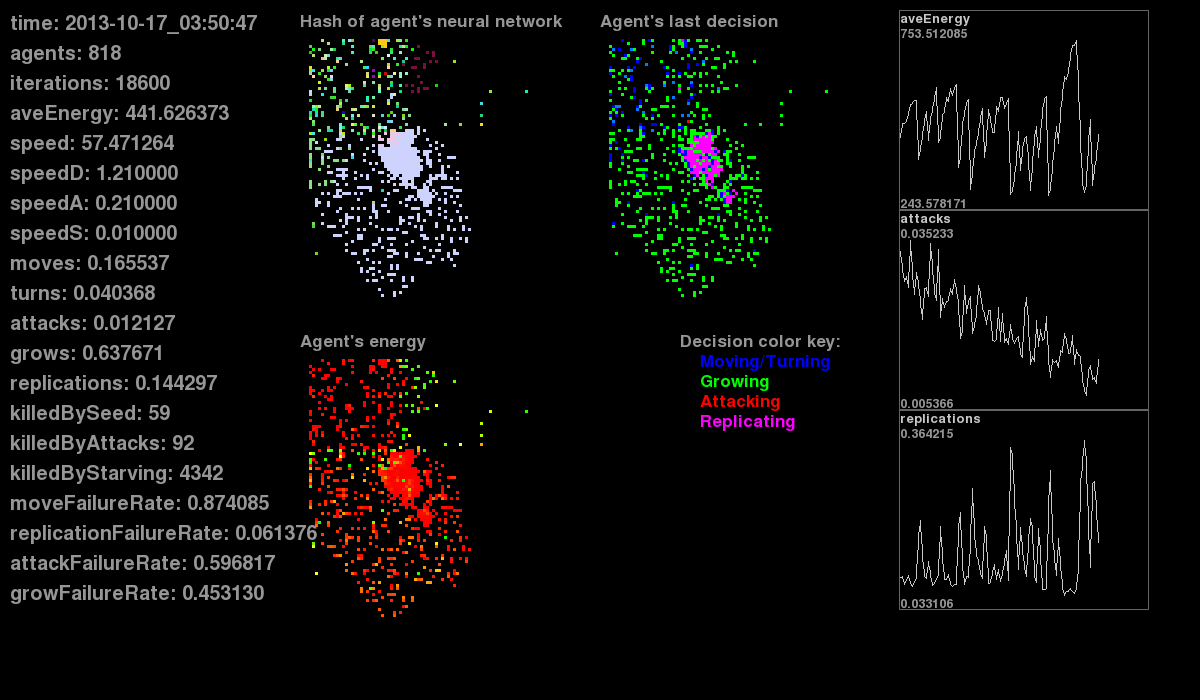 time: 2013-10-17_03:50:47
agents: 818
iterations: 18600
aveEnergy: 441.626373
speed: 57.471264
speedD: 1.210000
speedA: 0.210000
speedS: 0.010000
moves: 0.165537
turns: 0.040368
attacks: 0.012127
grows: 0.637671
replications: 0.144297
killedBySeed: 59
killedByAttacks: 92
killedByStarving: 4342
moveFailureRate: 0.874085
replicationFailureRate: 0.061376
attackFailureRate: 0.596817
growFailureRate: 0.453130
Hash of agent's neural network
Agent's last decision
Agent's energy
Decision color key:
Moving/Turning
Growing
Attacking
Replicating
aveEnergy
753.512085
243.578171
attacks
0.035233
0.005366
replications
0.364215
0.033106